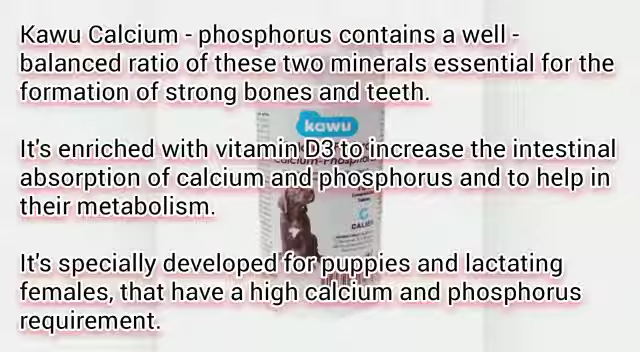 Kawu Calcium - phosphorus contains a well -
balanced ratio of these two minerals essential for the
formation of strong bones and teeth.
kawu
It's enriched with vitamin D3 to increase the intestinal
absorption of calcium and phosphorus and to help in
their metabolism.
It's specially developed for puppies and lactating
females, that have a high calcium and phosphorus
requirement.